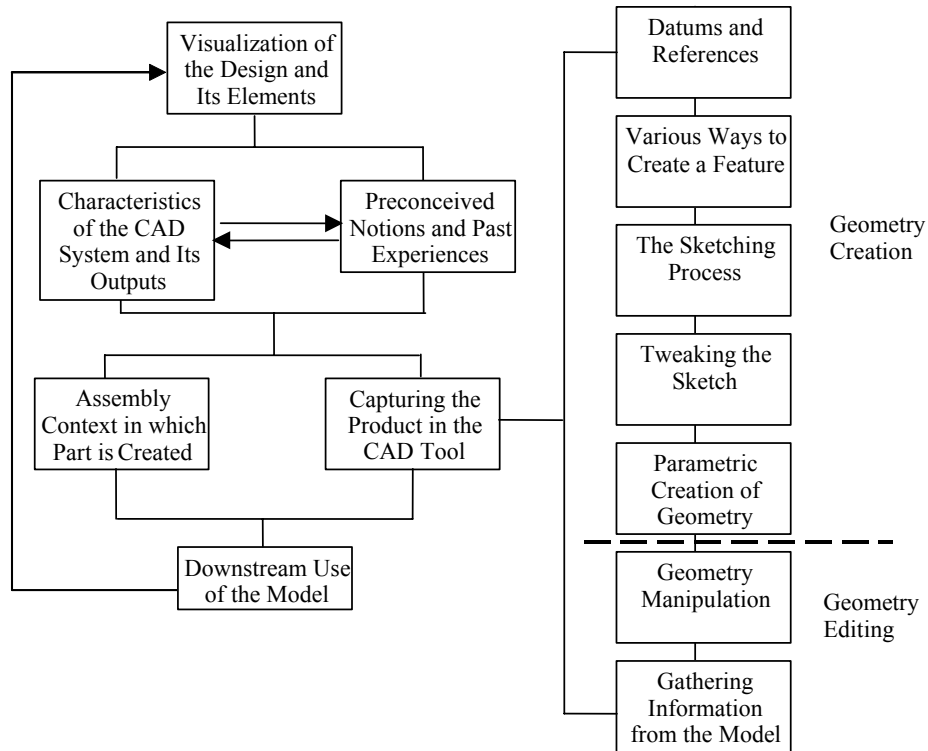 Visualization of
the Design and
Its Elements
Characteristics
of the CAD
System and Its
Outputs
Preconceived
Notions and Past
Experiences
Assembly
Context in which
Part is Created
Capturing the
Product in the
CAD Tool
Downstream Use
of the Model
Datums and
References
Various Ways to
Create a Feature
The Sketching
Process
Tweaking the
Sketch
Parametric
Creation of
Geometry
Geometry
Manipulation
Gathering
Information
from the Model
Geometry
Creation
Geometry
Editing